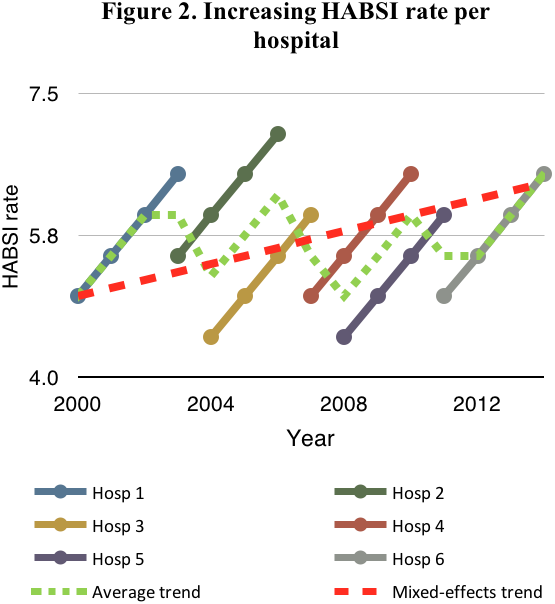 Figure 2. Increasing HABSI rate per
hospital
7.5
5.8
4.0
HABSI rate
2000 2004 2008 2012
Year
Hosp 1 Hosp 2
Hosp 3 Hosp 4
Hosp 5 Hosp 6
Average trend Mixed-effects trend